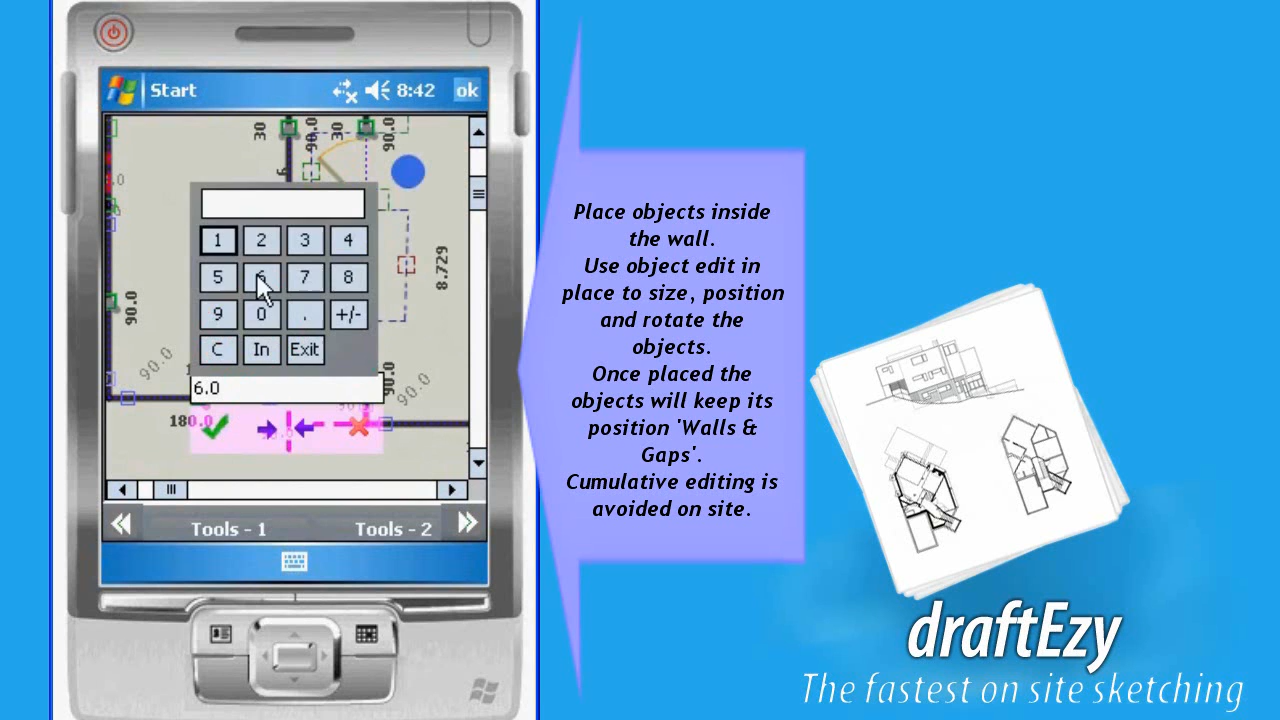 Start
8:42
ok
30
90.0
30
90.0
8.729
90.0
1
2
3
4
5
6
7
8
9
0
.
+/-
C
In
Exit
90.0
90.0
90.0
6.0
180.0
Tools - 1
Tools - 2
Place objects inside
the wall.
Use object edit in
place to size, position
and rotate the
objects.
Once placed the
objects will keep its
position 'Walls &
Gaps'.
Cumulative editing is
avoided on site.
draftEzy
The fastest on site sketching